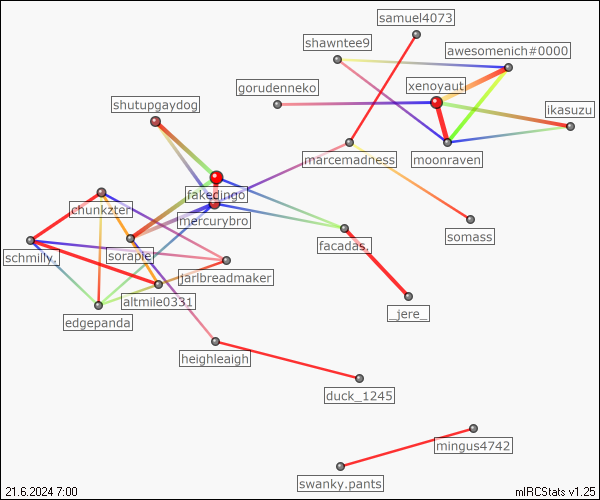 samuel4073
shawntee9
awesomenich#0000
xenoyaut
gorudenneko
shutupgaydog
ikasuzu
marcemadness
moonraven
fakedingo
chunkzter
mercurybro
somass
facadas.
schmilly,
sorapie
jarlbreadmaker
altmile0331
_jere_
edgepanda
heighleaigh
duck_1245
mingus4742
swanky.pants
21.6.2024 7:00
mIRCStats v1.25